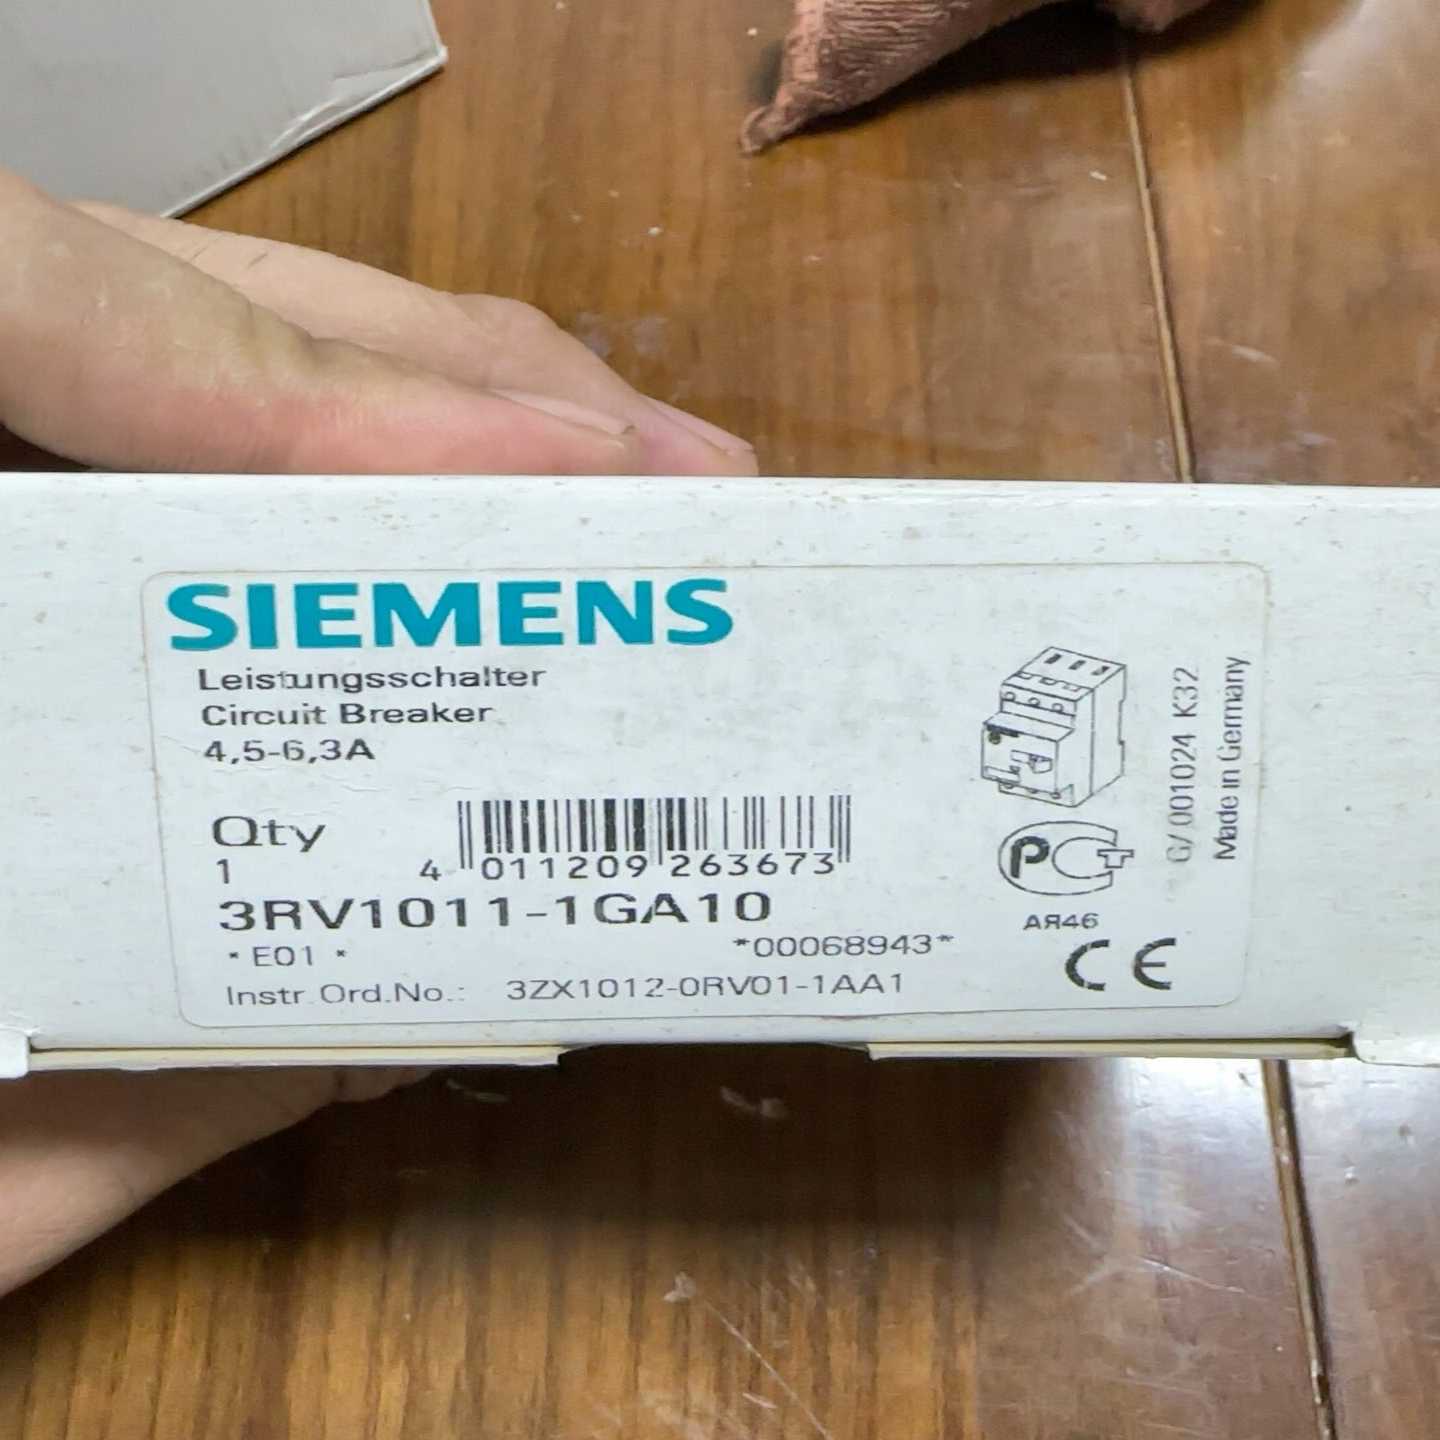 SIEMENS
Leistungsschalter
Circuit Breaker
4,5-6,3A
Qty
1
4 011209 263673
3RV1011-1GA10
*E01*
*00068943*
Instr.Ord.No.: 3ZX1012-0RV01-1AA1
АЯ46
CE
G/001024 K32
Made in Germany